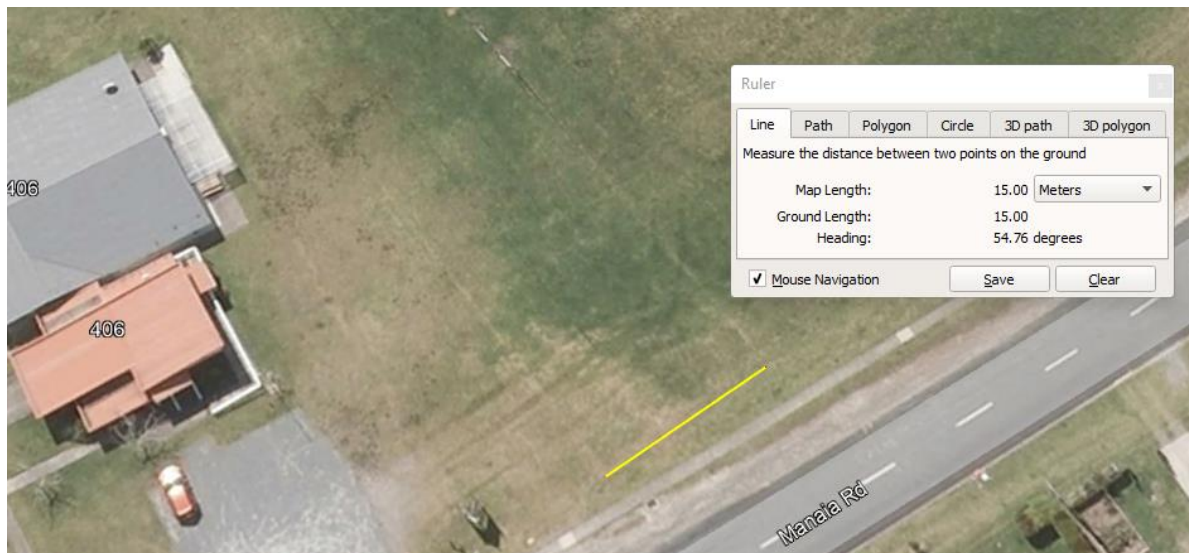 406
406
Manaia Rd
Ruler
Line Path Polygon Circle 3D path 3D polygon
Measure the distance between two points on the ground
Map Length: 15.00 Meters
Ground Length: 15.00
Heading: 54.76 degrees
Mouse Navigation Save Clear